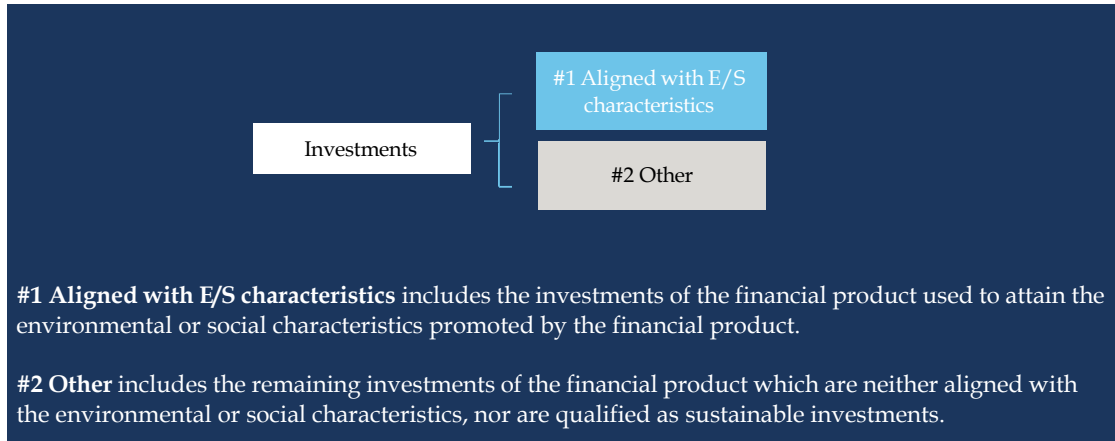 #1 Aligned with E/S
characteristics
Investments
#2 Other
#1 Aligned with E/S characteristics includes the investments of the financial product used to attain the
environmental or social characteristics promoted by the financial product.
#2 Other includes the remaining investments of the financial product which are neither aligned with
the environmental or social characteristics, nor are qualified as sustainable investments.